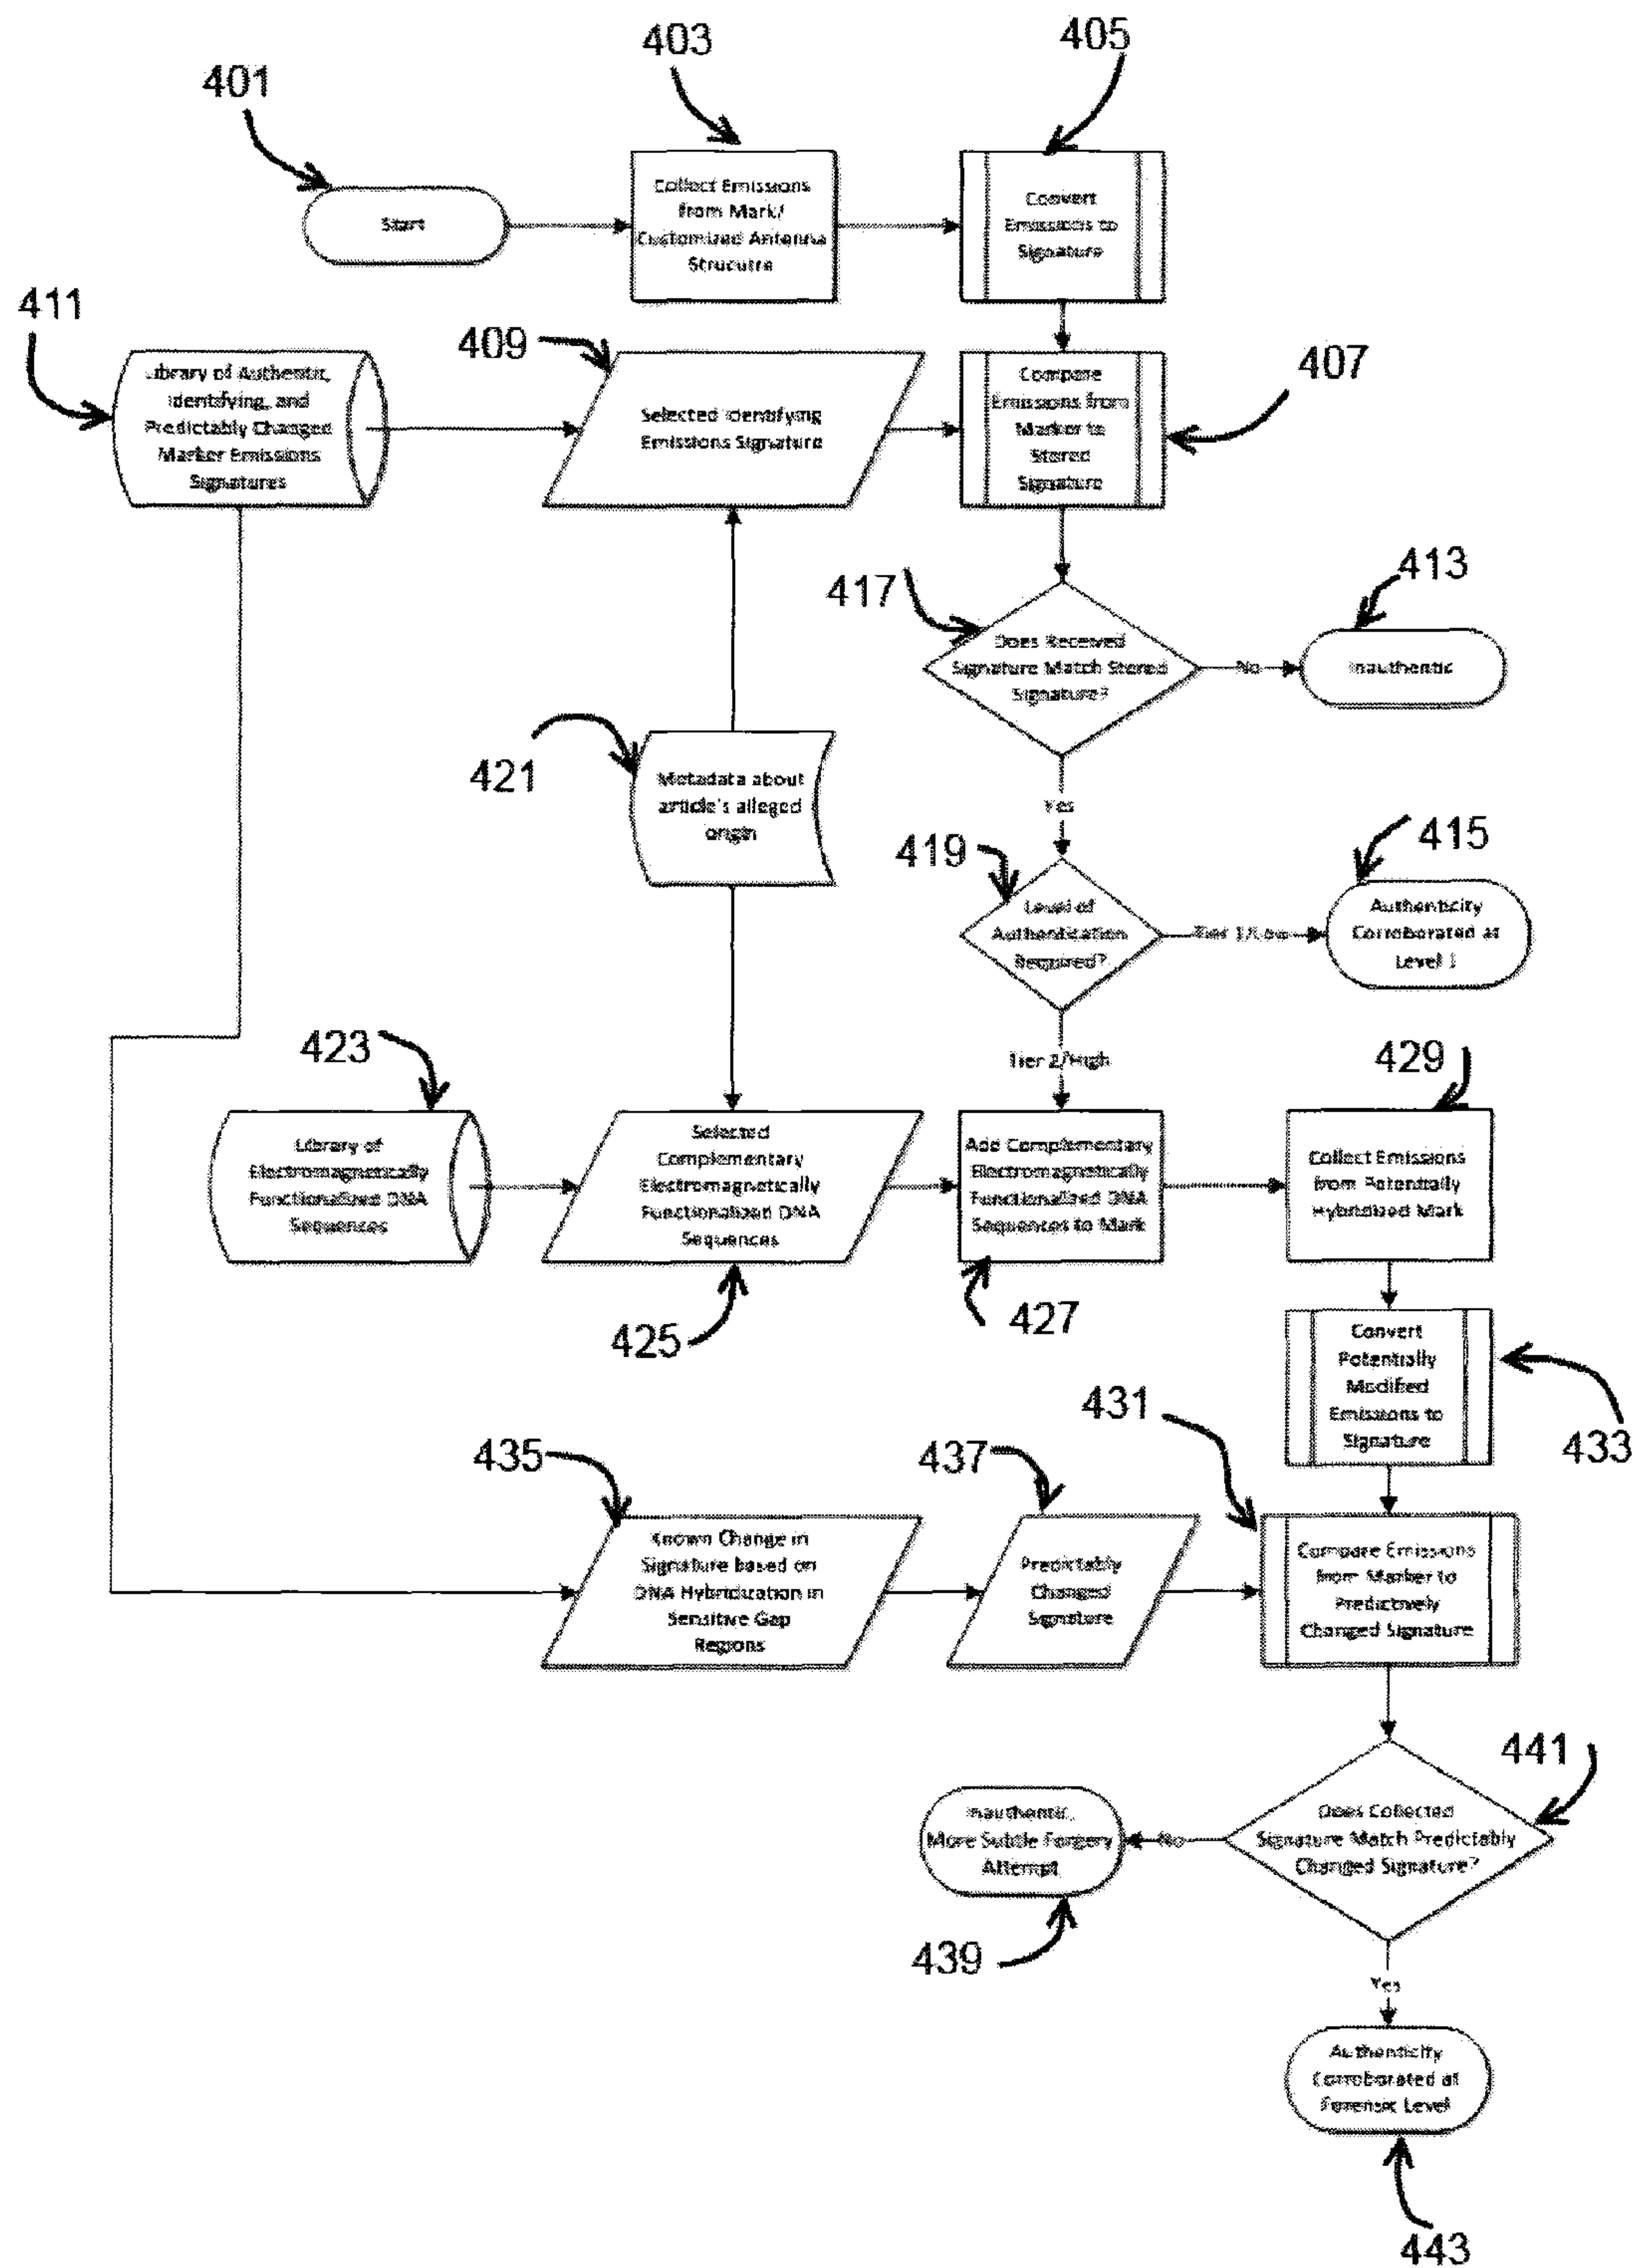 403
405
401
Start
Collect Emissions
from Mark/
Customized Antenna
Strucutre
Convert
Emissions to
Signature
411
409
407
Library of Authentic,
Identifying, and
Predictably Changed
Marker Emissions
Signatures
Selected Identifying
Emissions Signature
Compare
Emissions from
Marker to
Stored
Signature
417
413
Does Received
Signature Match Stored
Signature?
No
Inauthentic
421
Metadata about
article's alleged
origin
Yes
419
415
Level of
Authentication
Required?
Tier 1/Low
Authenticity
Corroborated at
Level 1
423
Tier 2/High
429
Library of
Electromagnetically
Functionalized DNA
Sequences
Selected
Complementary
Electromagnetically
Functionalized DNA
Sequences
Add Complementary
Electromagnetically
Functionalized DNA
Sequences to Mark
Collect Emissions
from Potentially
Hybridized Mark
425
427
Convert
Potentially
Modified
Emissions to
Signature
433
435
437
431
Known Change in
Signature based on
DNA Hybridization in
Sensitive Gap
Regions
Predictably
Changed
Signature
Compare Emissions
from Marker to
Predictively
Changed Signature
441
Inauthentic,
More Subtle Forgery
Attempt
No
Does Collected
Signature Match Predictably
Changed Signature?
439
Yes
Authenticity
Corroborated at
Forensic Level
443